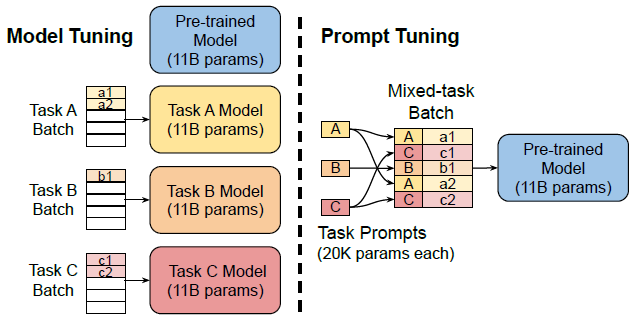 Model Tuning
Pre-trained
Model
(11B params)
a1
a2
Task A
Batch
Task A Model
(11B params)
b1
Task B
Batch
Task B Model
(11B params)
c1
c2
Task C
Batch
Task C Model
(11B params)
Prompt Tuning
Mixed-task
Batch
A
B
C
A a1
C c1
B b1
A a2
C c2
Pre-trained
Model
(11B params)
Task Prompts
(20K params each)